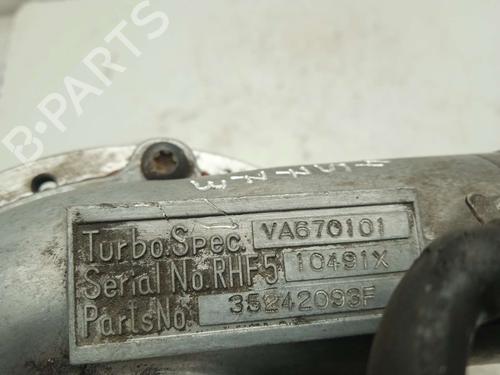 B-PARTS
Turbo.Spec. VA670101
Serial No.RHF5 10491X
Parts No. 35242093F